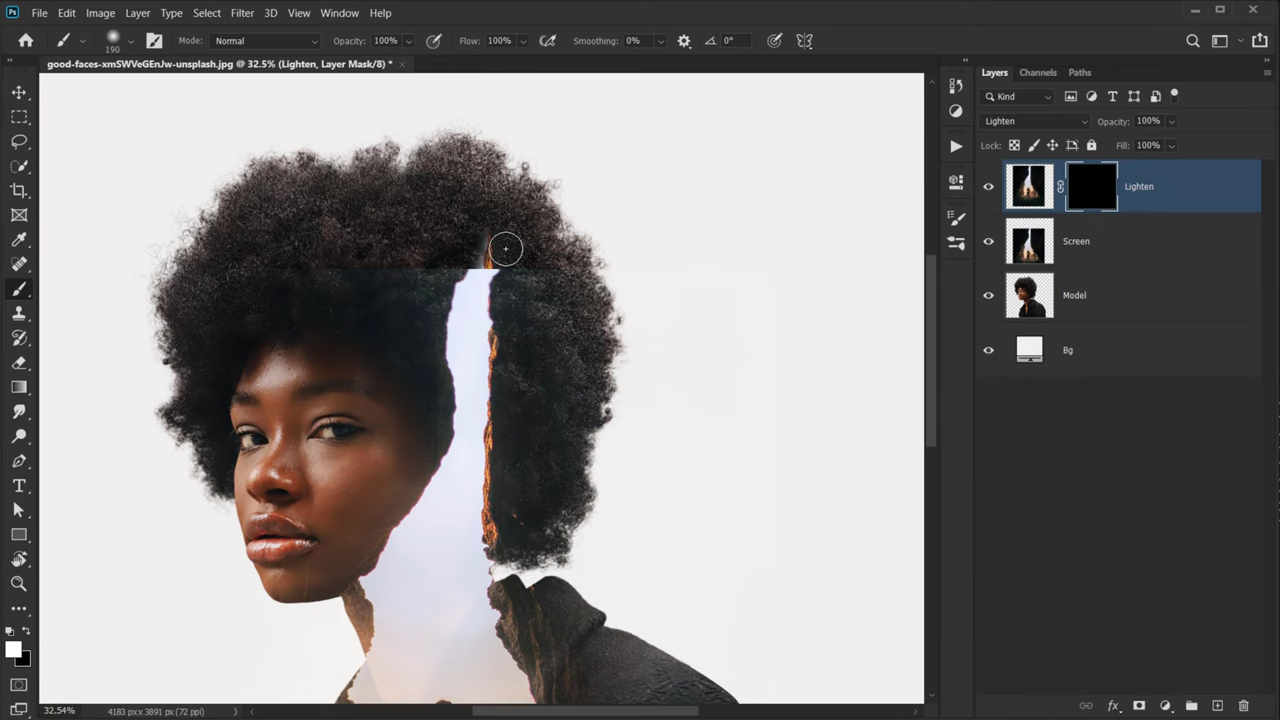 Ps File Edit Image Layer Type Select Filter 3D View Window Help
190 Mode: Normal Opacity: 100% Flow: 100% Smoothing: 0% 0°
good-faces-xmSWVeGEnJw-unsplash.jpg @ 32.5% (Lighten, Layer Mask/8) *
Layers Channels Paths
Kind
Lighten Opacity: 100%
Lock: Fill: 100%
Lighten
Screen
Model
Bg
32.54% 4183 px x 3891 px (72 ppi)
fx